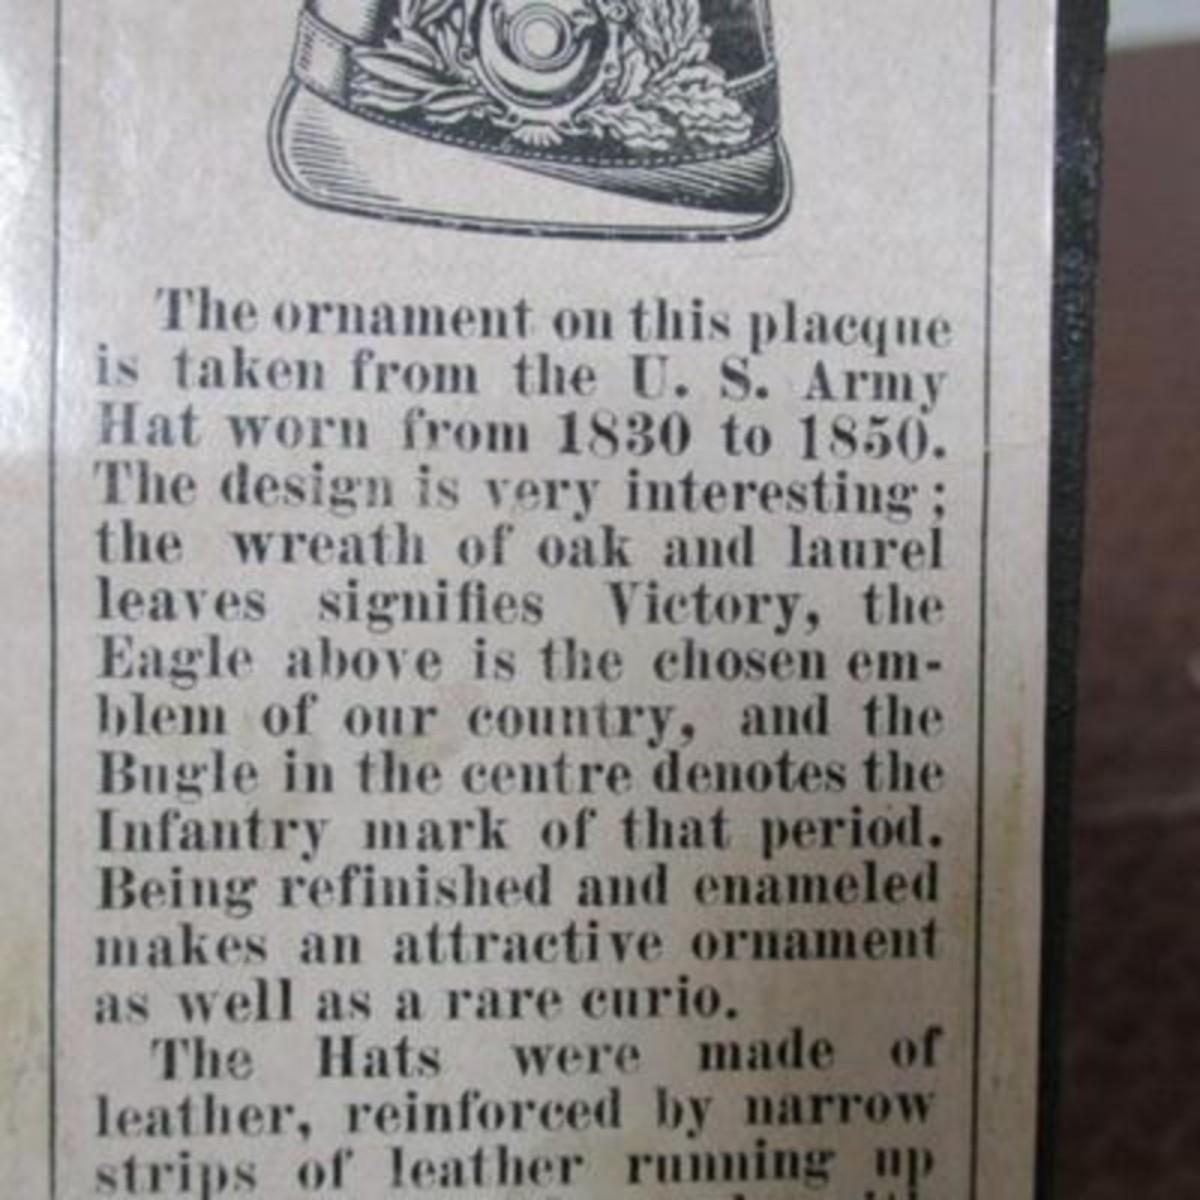 The ornament on this placque
is taken from the U. S. Army
Hat worn from 1830 to 1850.
The design is very interesting;
the wreath of oak and laurel
leaves signifies Victory, the
Eagle above is the chosen em-
blem of our country, and the
Bugle in the centre denotes the
Infantry mark of that period.
Being refinished and enameled
makes an attractive ornament
as well as a rare curio.
The Hats were made of
leather, reinforced by narrow
strips of leather running up